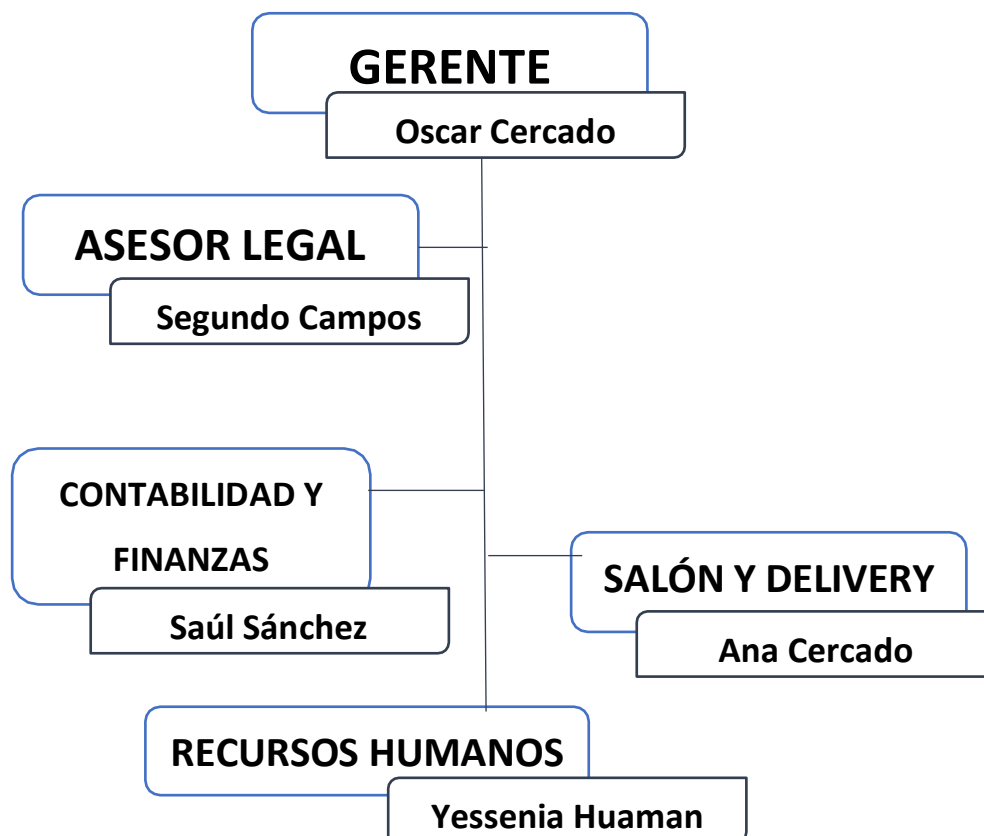 GERENTE
Oscar Cercado
ASESOR LEGAL
Segundo Campos
CONTABILIDAD Y
FINANZAS
Saúl Sánchez
SALÓN Y DELIVERY
Ana Cercado
RECURSOS HUMANOS
Yessenia Huaman